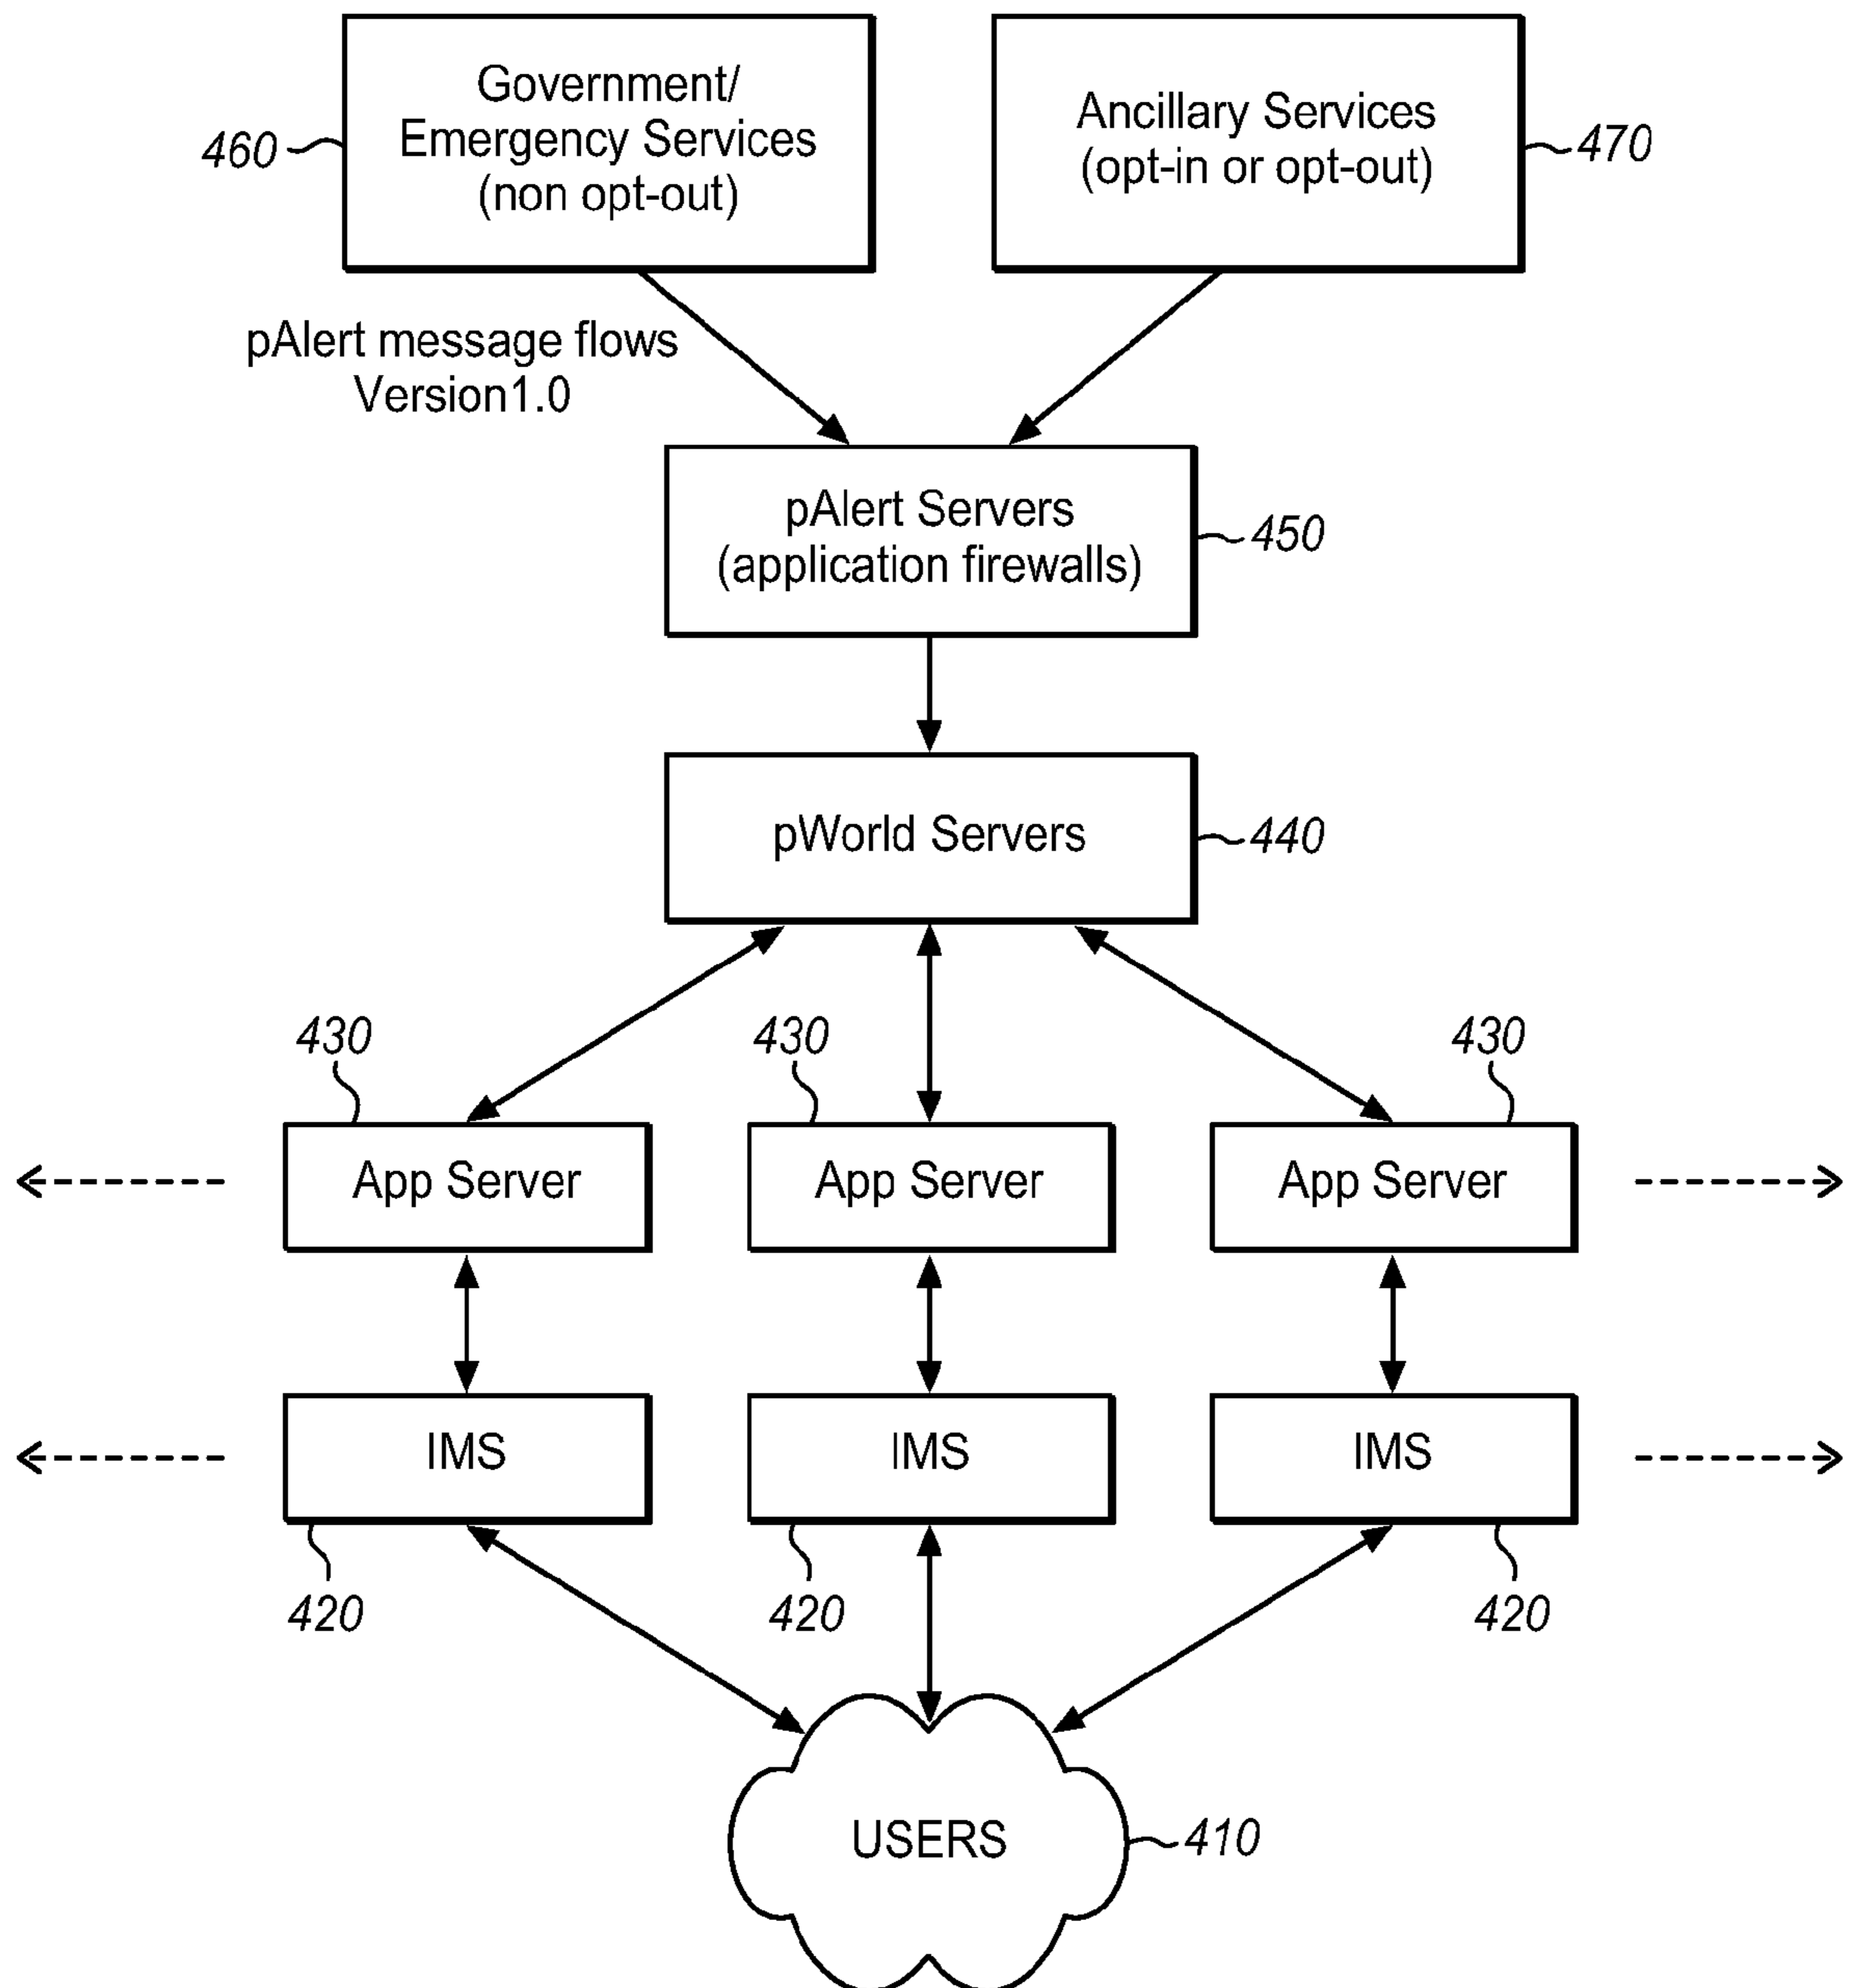 Government/
Emergency Services
(non opt-out)
460
Ancillary Services
(opt-in or opt-out)
470
pAlert message flows
Version1.0
pAlert Servers
(application firewalls)
450
pWorld Servers
440
430
430
430
App Server
App Server
App Server
IMS
IMS
IMS
420
420
420
USERS
410